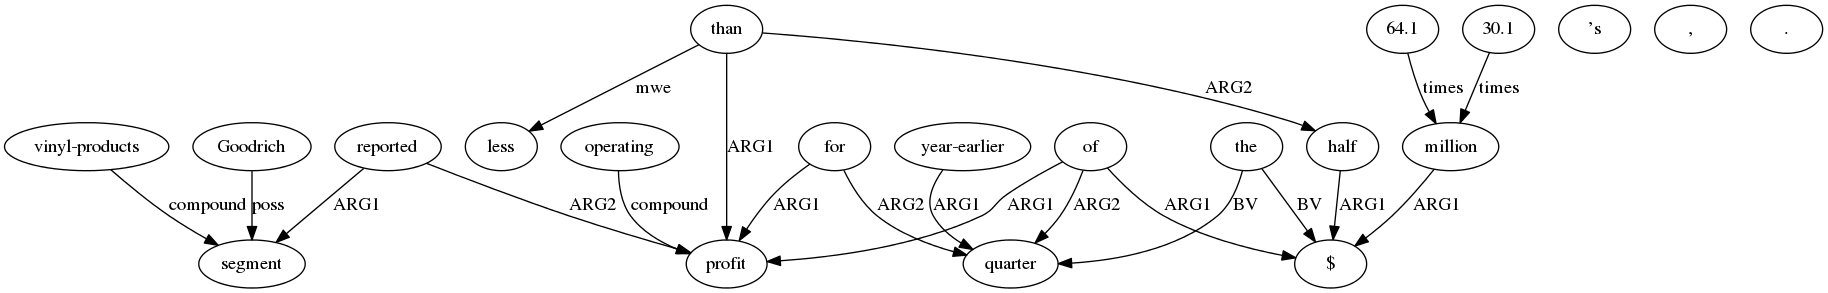 than 64.1 30.1 's , .
mwe ARG2 times times
vinyl-products Goodrich reported less operating ARG1 for year-earlier of the half million
compound poss ARG1 ARG2 compound ARG1 ARG2 ARG1 ARG1 ARG2 ARG1 BV BV ARG1 ARG1
segment profit quarter $